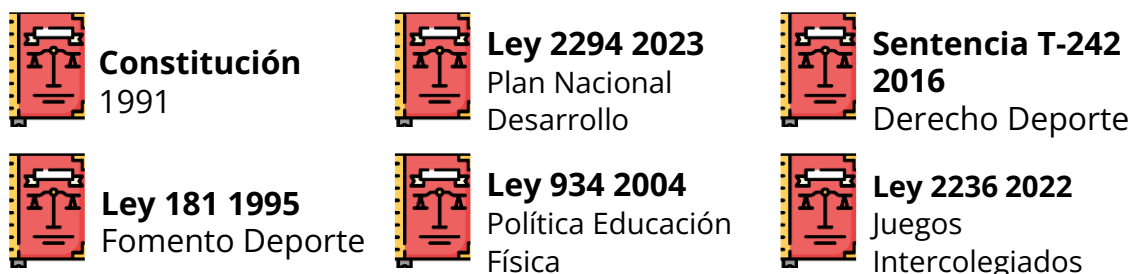 Constitución
1991
Ley 2294 2023
Plan Nacional
Desarrollo
Sentencia T-242
2016
Derecho Deporte
Ley 181 1995
Fomento Deporte
Ley 934 2004
Política Educación
Física
Ley 2236 2022
Juegos
Intercolegiados